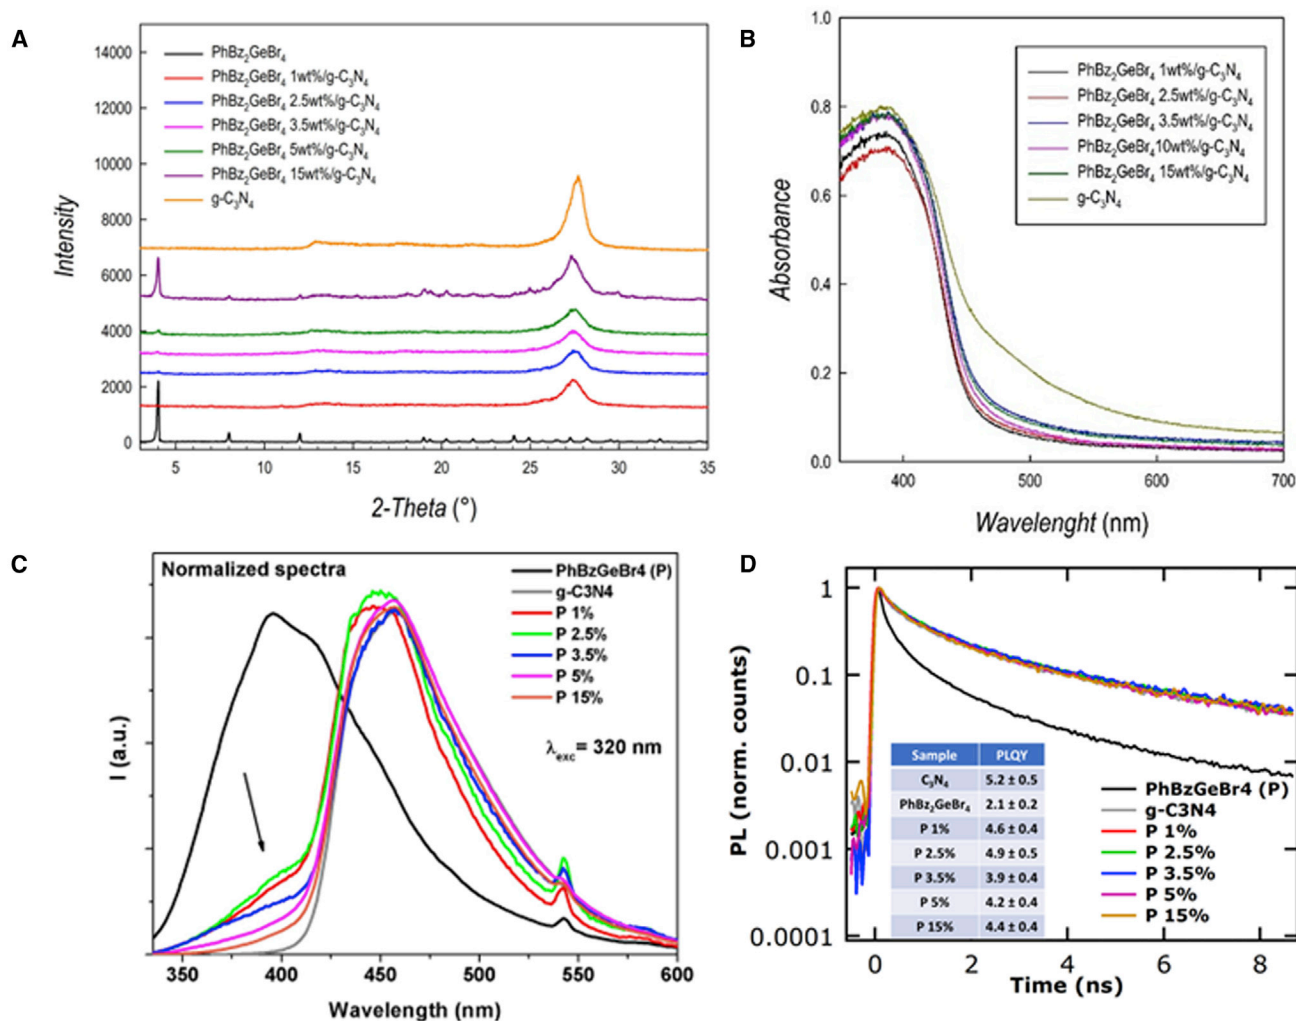 A
14000
12000
10000
8000
6000
4000
2000
0
Intensity
PhBz₂GeBr₄
PhBz₂GeBr₄ 1wt%/g-C₃N₄
PhBz₂GeBr₄ 2.5wt%/g-C₃N₄
PhBz₂GeBr₄ 3.5wt%/g-C₃N₄
PhBz₂GeBr₄ 5wt%/g-C₃N₄
PhBz₂GeBr₄ 15wt%/g-C₃N₄
g-C₃N₄
5 10 15 20 25 30 35
2-Theta (°)
B
1.0
0.8
0.6
0.4
0.2
0.0
Absorbance
PhBz₂GeBr₄ 1wt%/g-C₃N₄
PhBz₂GeBr₄ 2.5wt%/g-C₃N₄
PhBz₂GeBr₄ 3.5wt%/g-C₃N₄
PhBz₂GeBr₄10wt%/g-C₃N₄
PhBz₂GeBr₄ 15wt%/g-C₃N₄
g-C₃N₄
400 500 600 700
Wavelenght (nm)
C
Normalized spectra
I (a.u.)
PhBzGeBr4 (P)
g-C3N4
P 1%
P 2.5%
P 3.5%
P 5%
P 15%
λexc= 320 nm
350 400 450 500 550 600
Wavelength (nm)
D
1
0.1
0.01
0.001
0.0001
PL (norm. counts)
Sample PLQY
C₃N₄ 5.2 ± 0.5
PhBz₂GeBr₄ 2.1 ± 0.2
P 1% 4.6 ± 0.4
P 2.5% 4.9 ± 0.5
P 3.5% 3.9 ± 0.4
P 5% 4.2 ± 0.4
P 15% 4.4 ± 0.4
PhBzGeBr4 (P)
g-C3N4
P 1%
P 2.5%
P 3.5%
P 5%
P 15%
0 2 4 6 8
Time (ns)